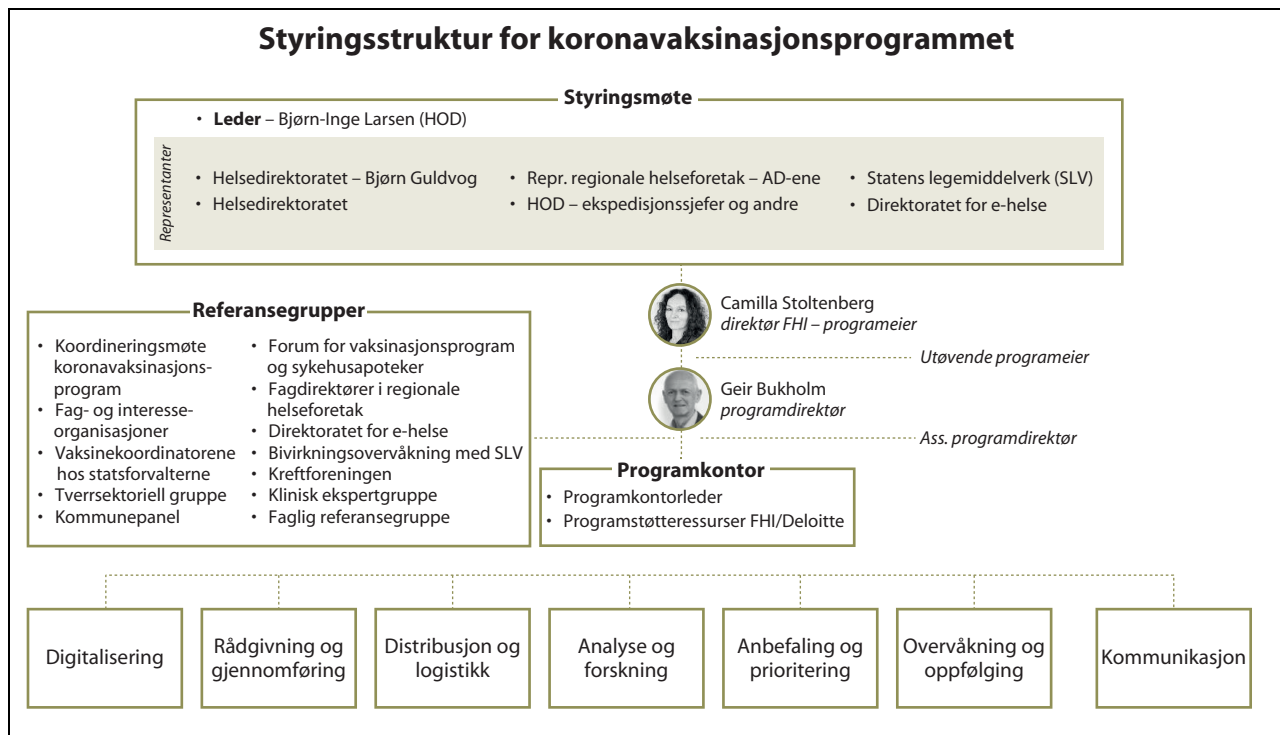 Styringsstruktur for koronavaksinasjonsprogrammet
Styringsmøte
• Leder – Bjørn-Inge Larsen (HOD)
Representanter
• Helsedirektoratet – Bjørn Guldvog
• Helsedirektoratet
• Repr. regionale helseforetak – AD-ene
• HOD – ekspedisjonssjefer og andre
• Statens legemiddelverk (SLV)
• Direktoratet for e-helse
Camilla Stoltenberg
direktør FHI – programeier
Utøvende programeier
Geir Bukholm
programdirektør
Ass. programdirektør
Referansegrupper
• Koordineringsmøte
koronavaksinasjons-
program
• Fag- og interesse-
organisasjoner
• Vaksinekoordinatorene
hos statsforvalterne
• Tverrsektoriell gruppe
• Kommunepanel
• Forum for vaksinasjonsprogram
og sykehusapoteker
• Fagdirektører i regionale
helseforetak
• Direktoratet for e-helse
• Bivirkningsovervåkning med SLV
• Kreftforeningen
• Klinisk ekspertgruppe
• Faglig referansegruppe
Programkontor
• Programkontorleder
• Programstøtteressurser FHI/Deloitte
Digitalisering
Rådgivning og
gjennomføring
Distribusjon og
logistikk
Analyse og
forskning
Anbefaling og
prioritering
Overvåkning og
oppfølging
Kommunikasjon